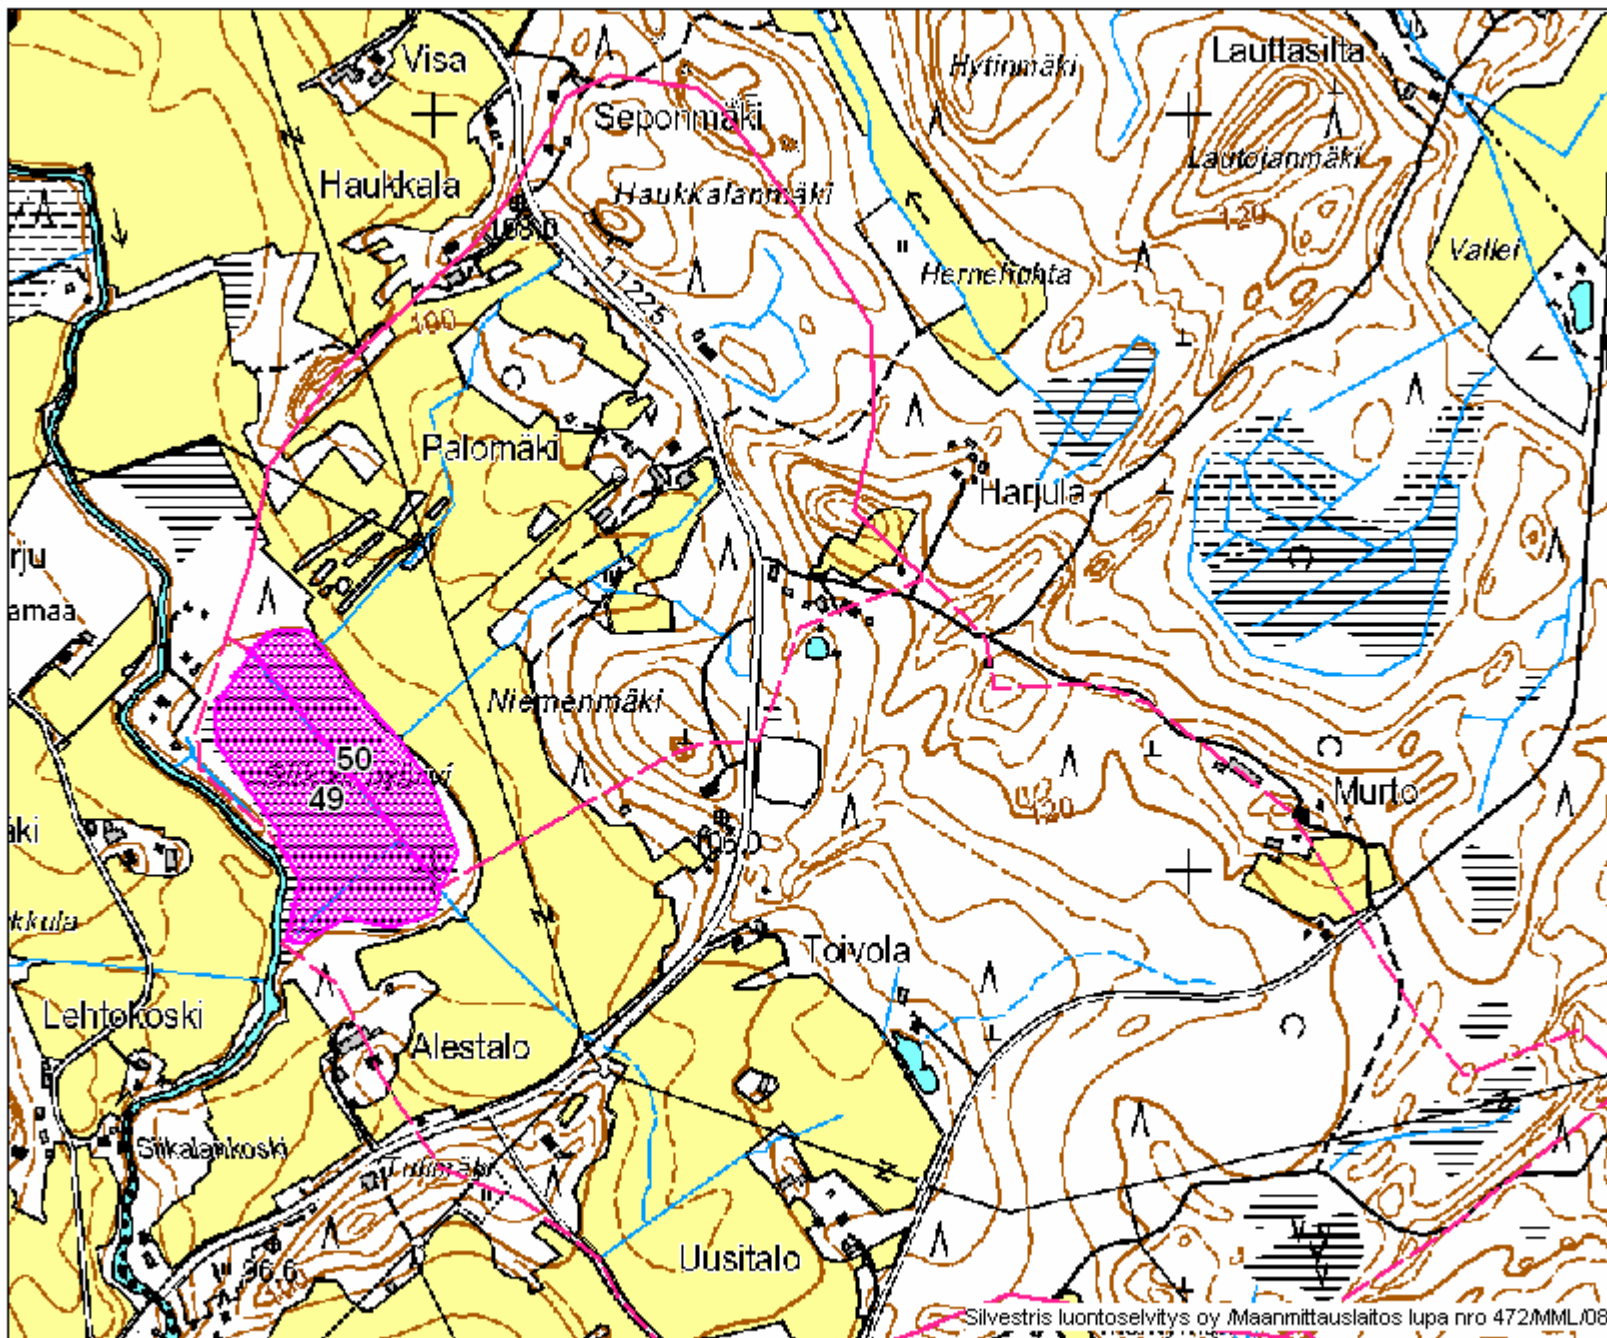 Visa
Hytinmäki
Lauttasilta
Seponmäki
Lautojanmäki
Haukkala
Haukkalanmäki
120
11225
Vallei
Hernehuhta
100
Palomäki
Harjula
rju
amaa
Niemenmäki
50
49
Murto
120
äki
kkula
Toivola
Lehtokoski
Alestalo
Siikalankoski
Uusitalo
96.6
Silvestris luontoselvitys oy /Maanmittauslaitos lupa nro 472/MML/08